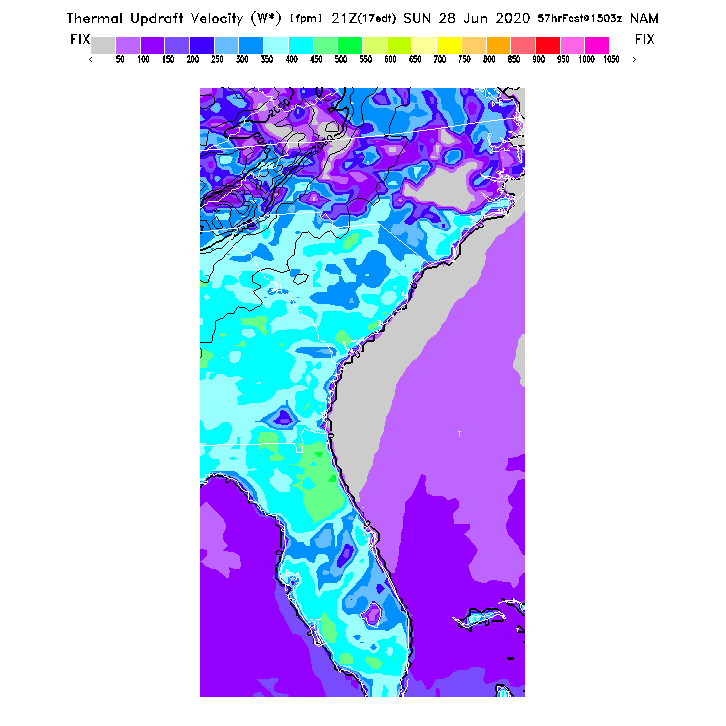 Thermal Updraft Velocity (W*) [fpm] 21Z(17edt) SUN 28 Jun 2020 57hrFcst@1503z NAM
FIX FIX
< 50 100 150 200 250 300 350 400 450 500 550 600 650 700 750 800 850 900 950 1000 1050 >
T